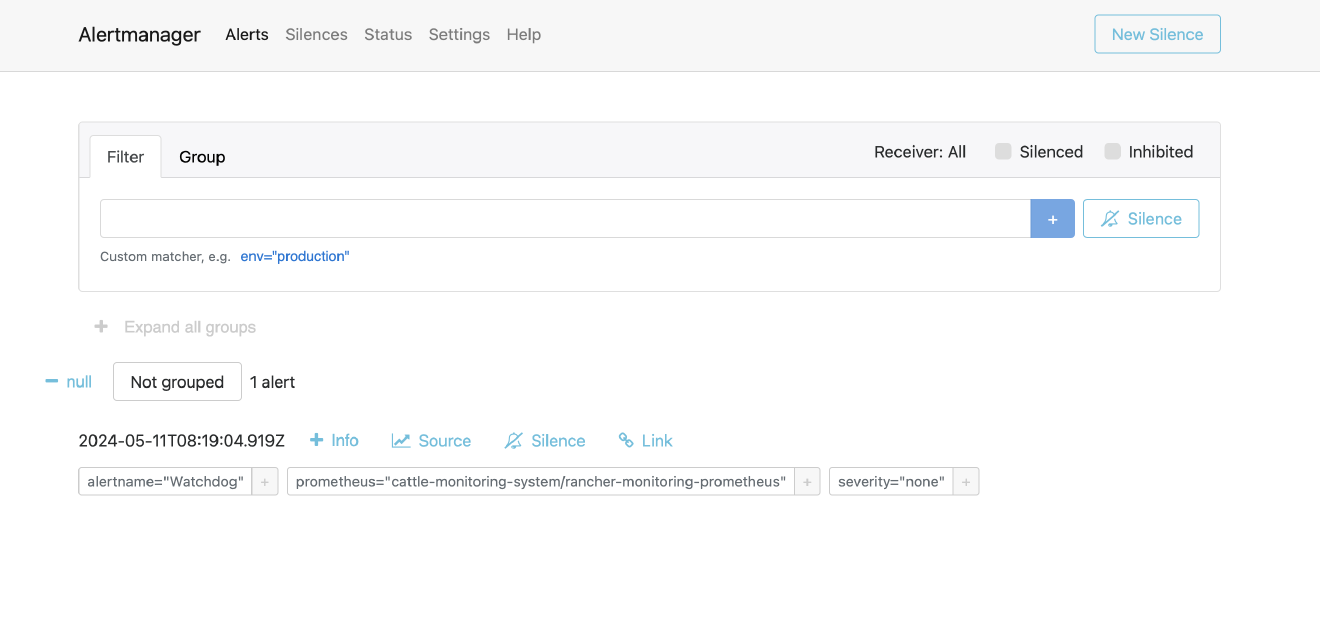 Alertmanager Alerts Silences Status Settings Help New Silence
Filter Group Receiver: All Silenced Inhibited
+ Silence
Custom matcher, e.g. env="production"
+ Expand all groups
− null Not grouped 1 alert
2024-05-11T08:19:04.919Z + Info Source Silence Link
alertname="Watchdog" + prometheus="cattle-monitoring-system/rancher-monitoring-prometheus" + severity="none" +